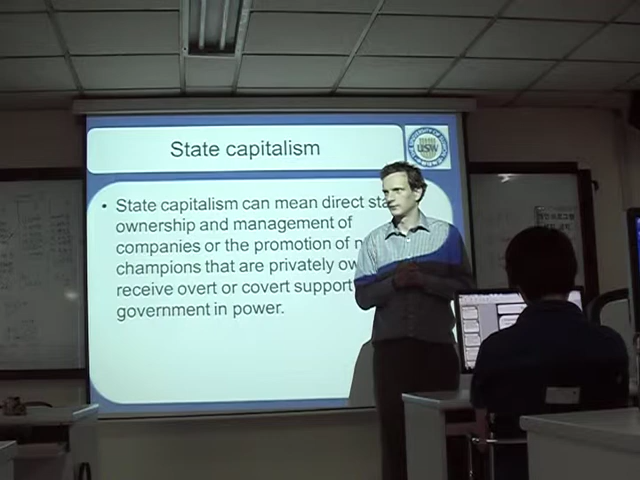 State capitalism
USW
• State capitalism can mean direct sta
ownership and management of
companies or the promotion of n
champions that are privately ow
receive overt or covert support
government in power.